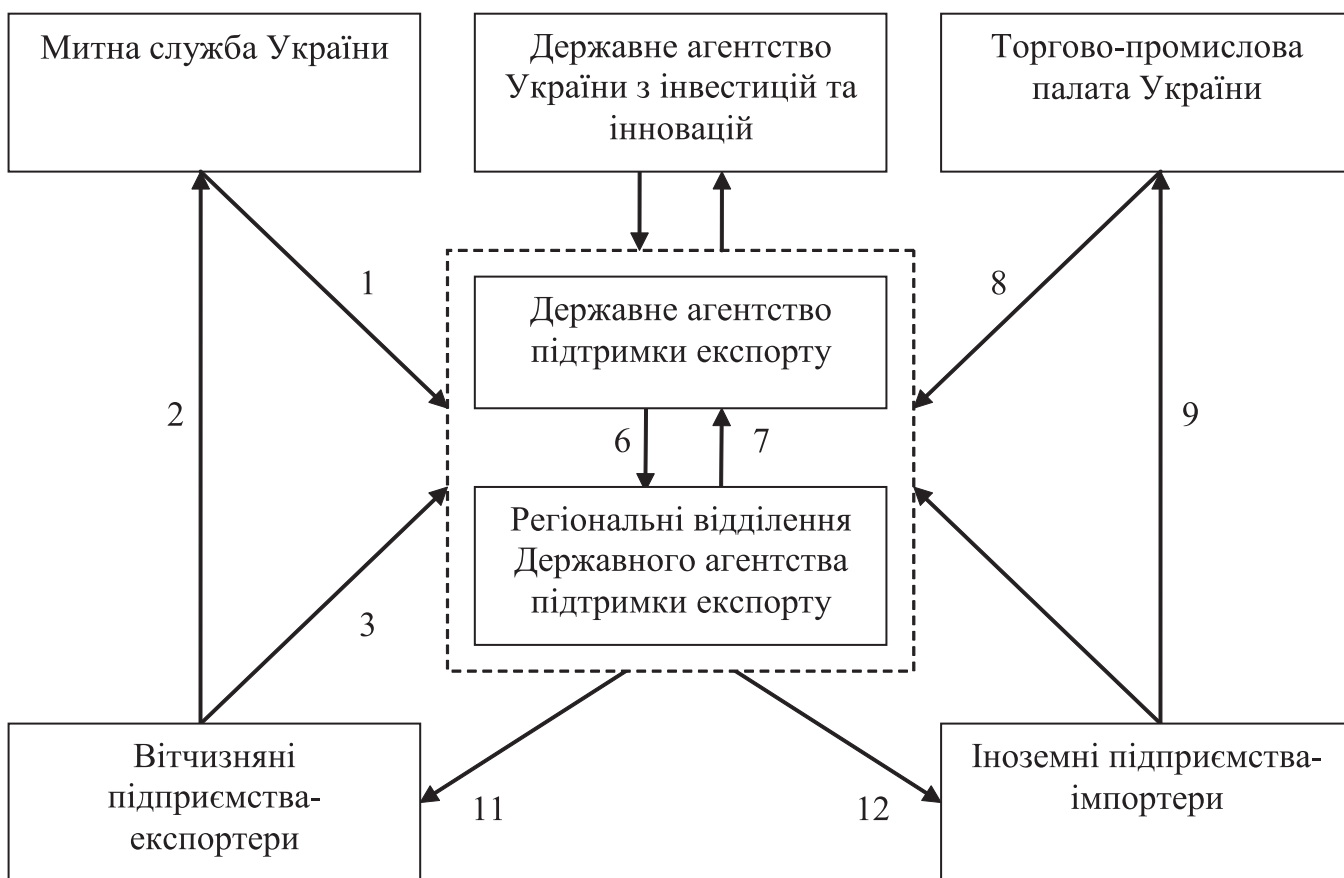 Митна служба України
Державне агентство
України з інвестицій та
інновацій
Торгово-промислова
палата України
1
8
Державне агентство
підтримки експорту
2
6
7
9
Регіональні відділення
Державного агентства
підтримки експорту
3
Вітчизняні
підприємства-
експортери
11
12
Іноземні підприємства-
імпортери